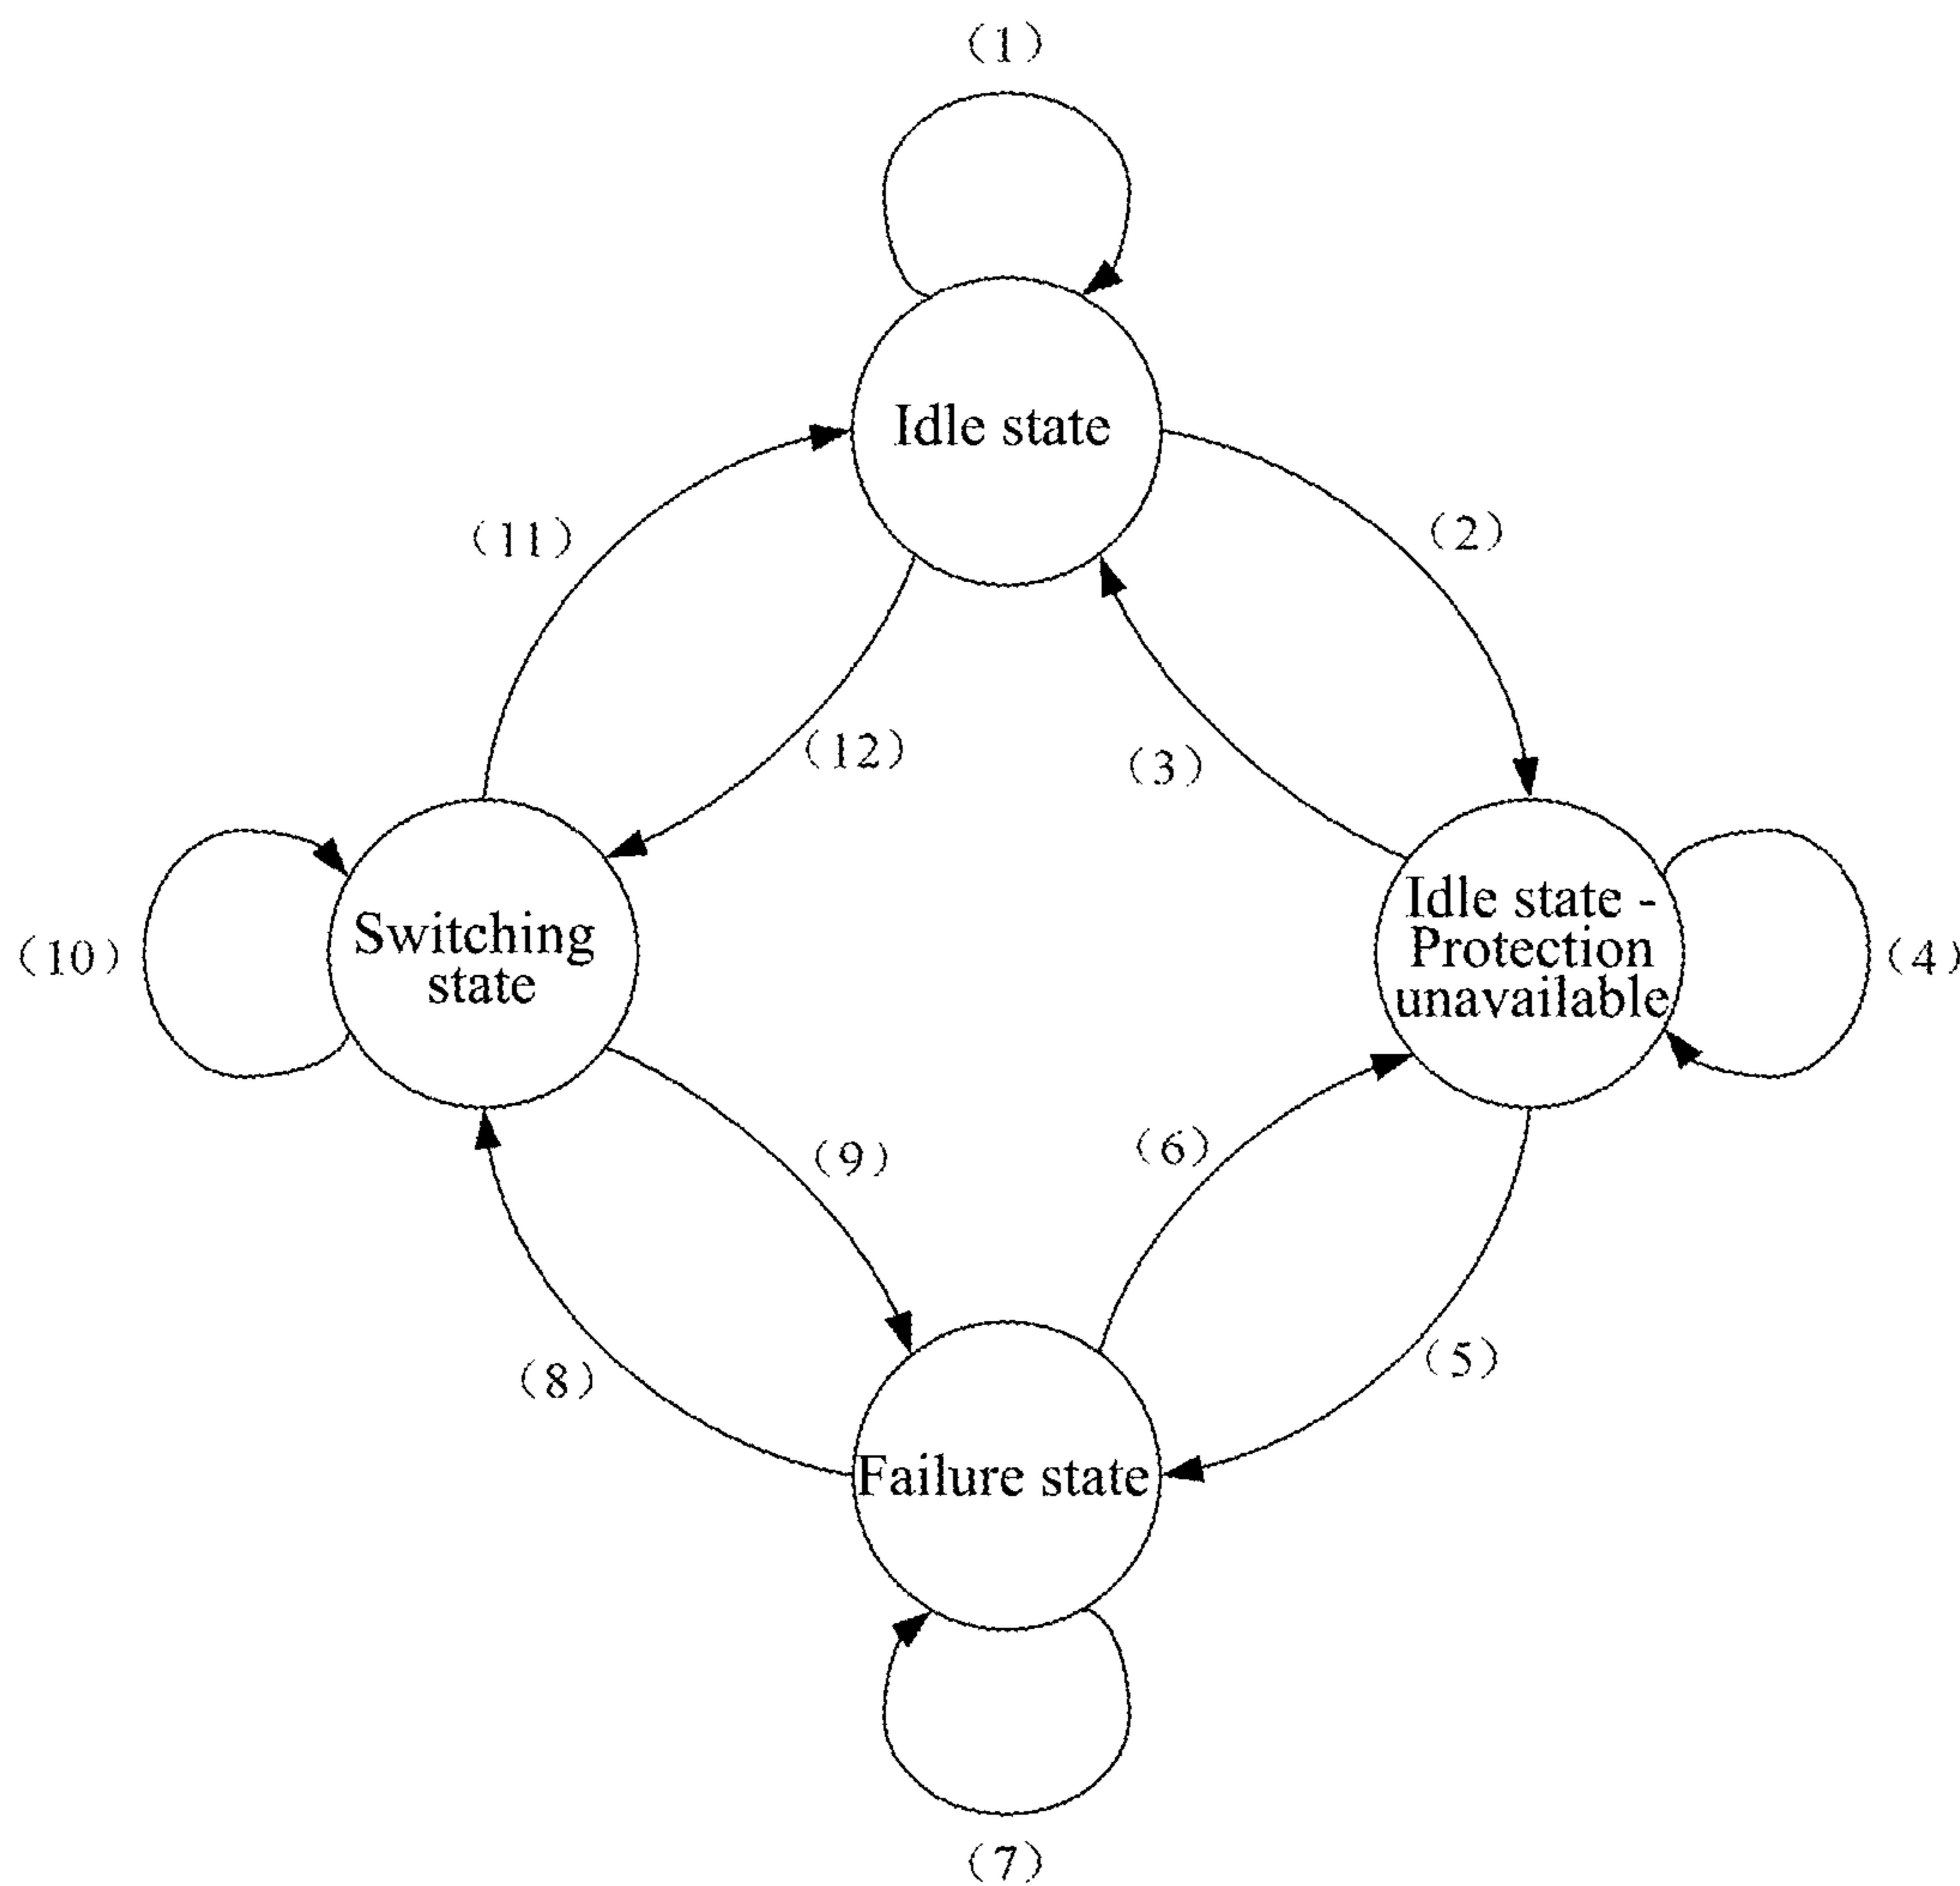 (1)
Idle state
(11)
(2)
(12)
(3)
Switching
state
Idle state -
Protection
unavailable
(10)
(4)
(9)
(6)
(8)
(5)
Failure state
(7)